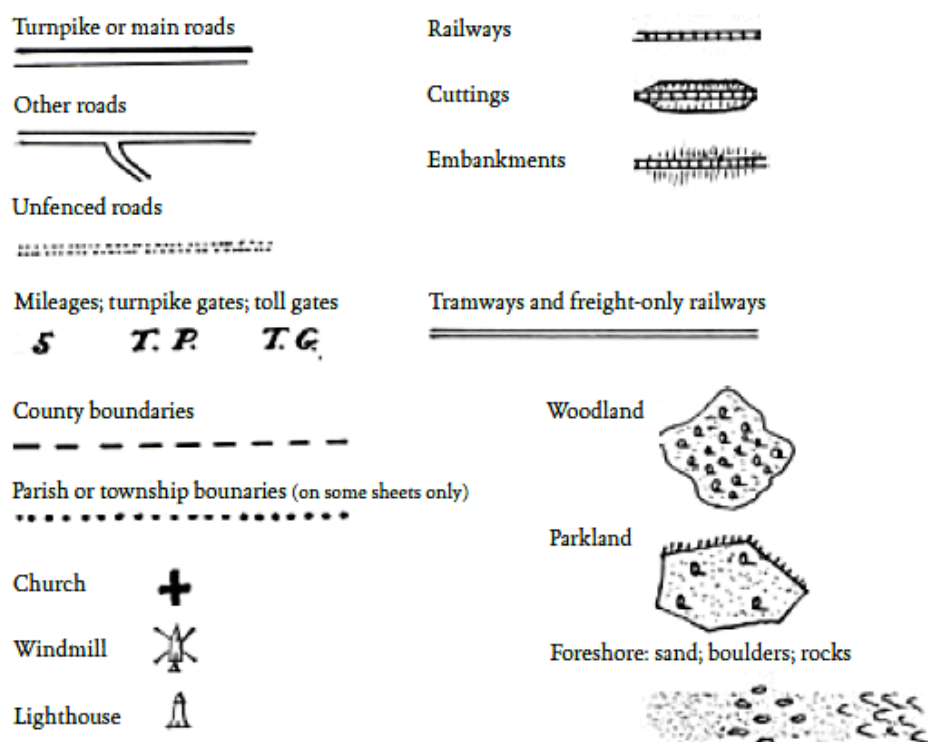 Turnpike or main roads
Other roads
Unfenced roads
Mileages; turnpike gates; toll gates
5 T. P. T. G.
County boundaries
Parish or township bounaries (on some sheets only)
Church
Windmill
Lighthouse
Railways
Cuttings
Embankments
Tramways and freight-only railways
Woodland
Parkland
Foreshore: sand; boulders; rocks